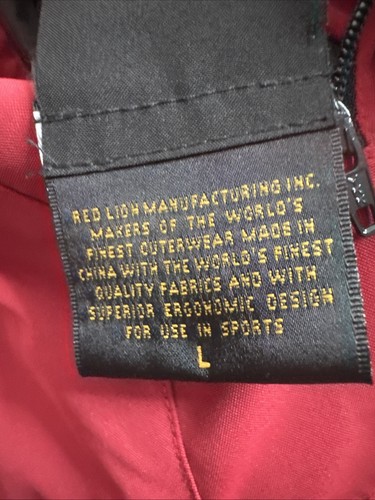 RED LION MANUFACTURING INC.
MAKERS OF THE WORLD'S
FINEST OUTERWEAR MADE IN
CHINA WITH THE WORLD'S FINEST
QUALITY FABRICS AND WITH
SUPERIOR ERGONOMIC DESIGN
FOR USE IN SPORTS
L